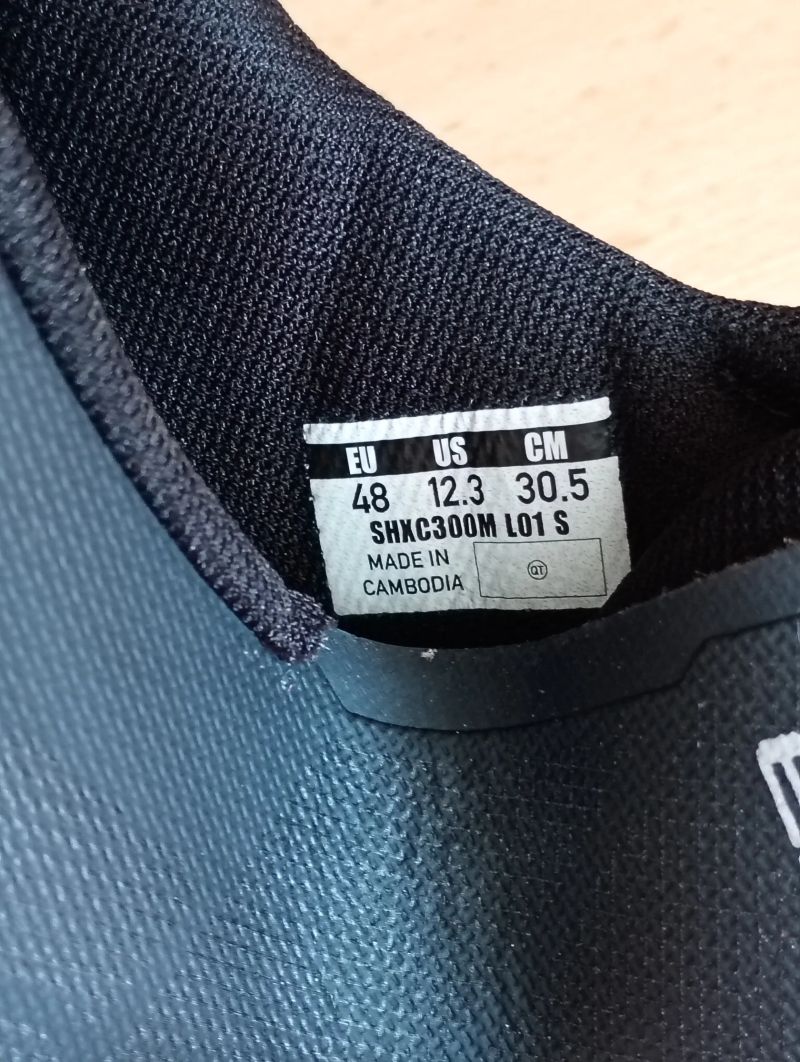 EU US CM
48 12.3 30.5
SHXC300M L01 S
MADE IN
CAMBODIA
QT